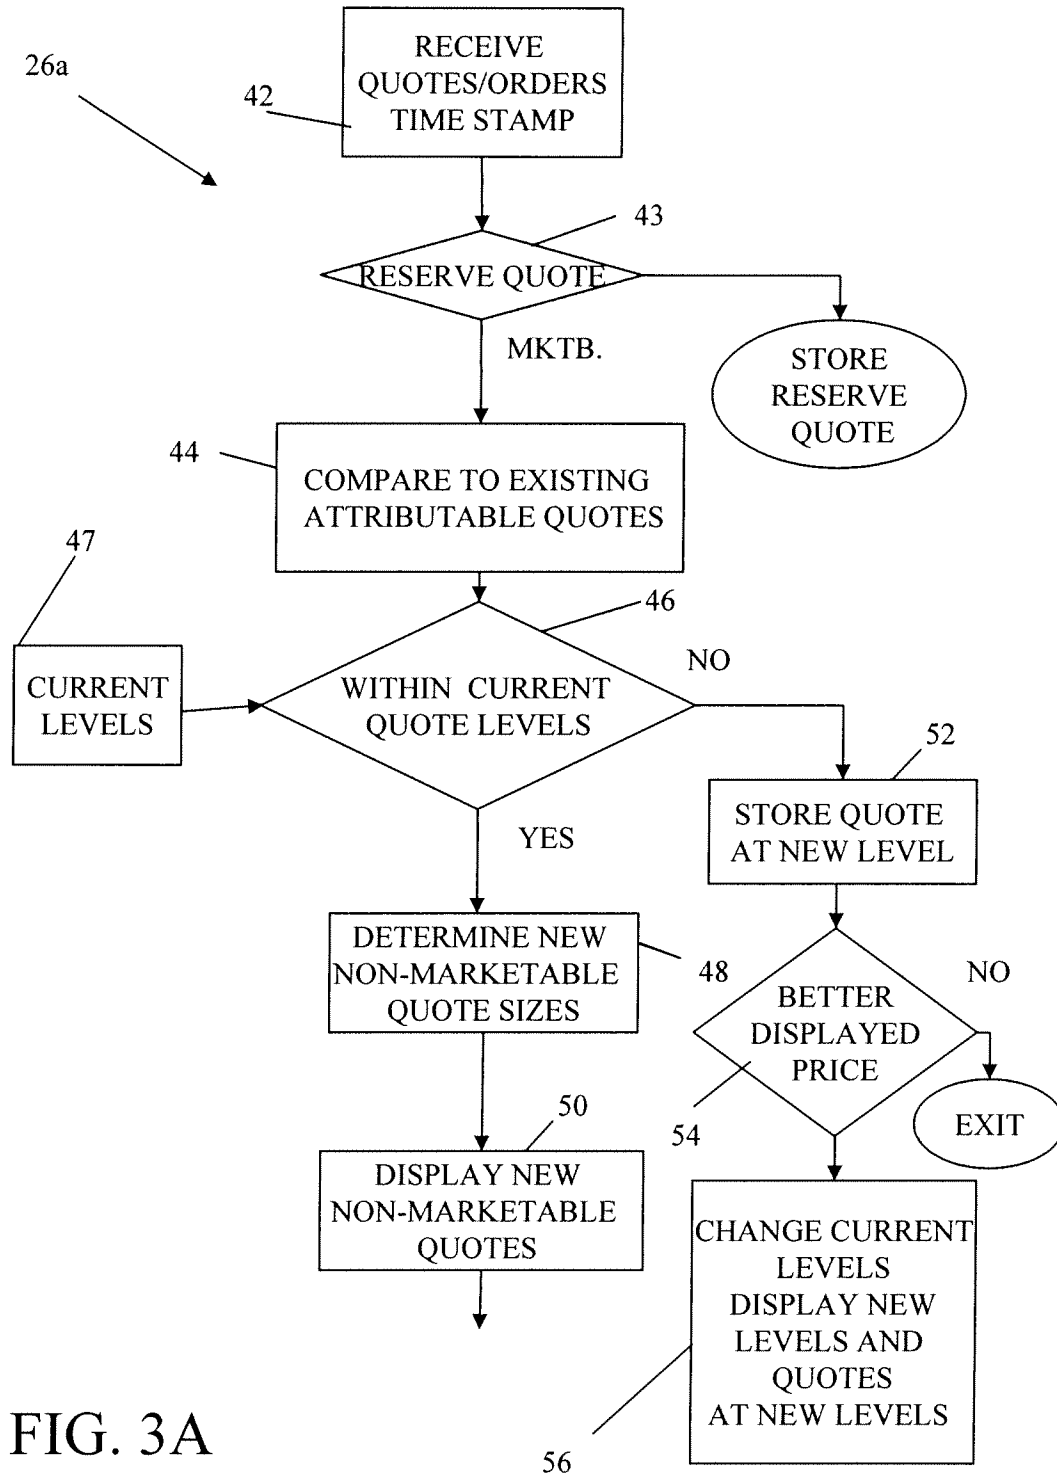 26a
42
RECEIVE
QUOTES/ORDERS
TIME STAMP
43
RESERVE QUOTE
MKTB.
STORE
RESERVE
QUOTE
44
COMPARE TO EXISTING
ATTRIBUTABLE QUOTES
47
46
CURRENT
LEVELS
WITHIN CURRENT
QUOTE LEVELS
NO
YES
52
STORE QUOTE
AT NEW LEVEL
DETERMINE NEW
NON-MARKETABLE
QUOTE SIZES
48
BETTER
DISPLAYED
PRICE
NO
54
EXIT
50
DISPLAY NEW
NON-MARKETABLE
QUOTES
CHANGE CURRENT
LEVELS
DISPLAY NEW
LEVELS AND
QUOTES
AT NEW LEVELS
56
FIG. 3A